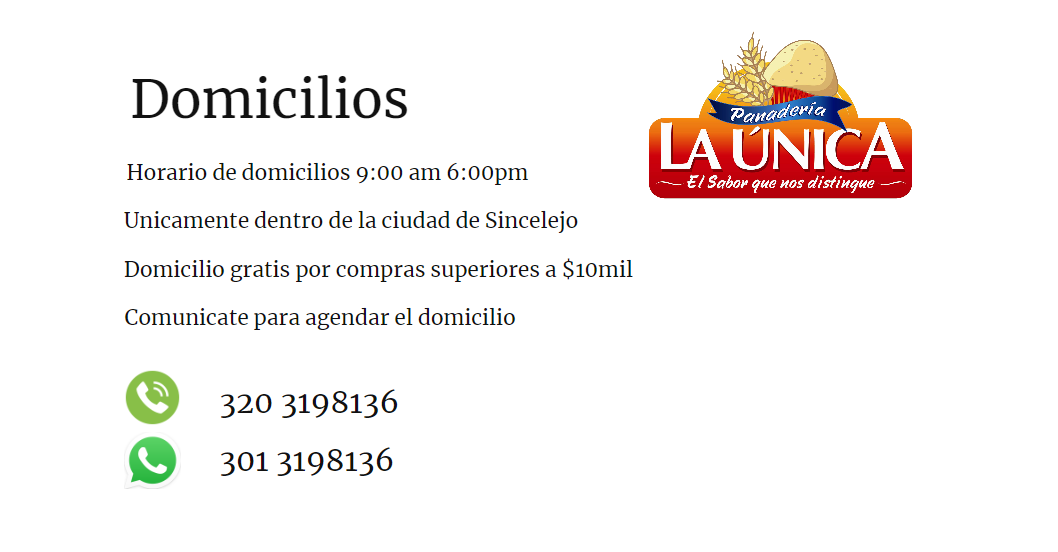 Domicilios
Panadería
LA ÚNICA
El Sabor que nos distingue
Horario de domicilios 9:00 am 6:00pm
Unicamente dentro de la ciudad de Sincelejo
Domicilio gratis por compras superiores a $10mil
Comunicate para agendar el domicilio
320 3198136
301 3198136